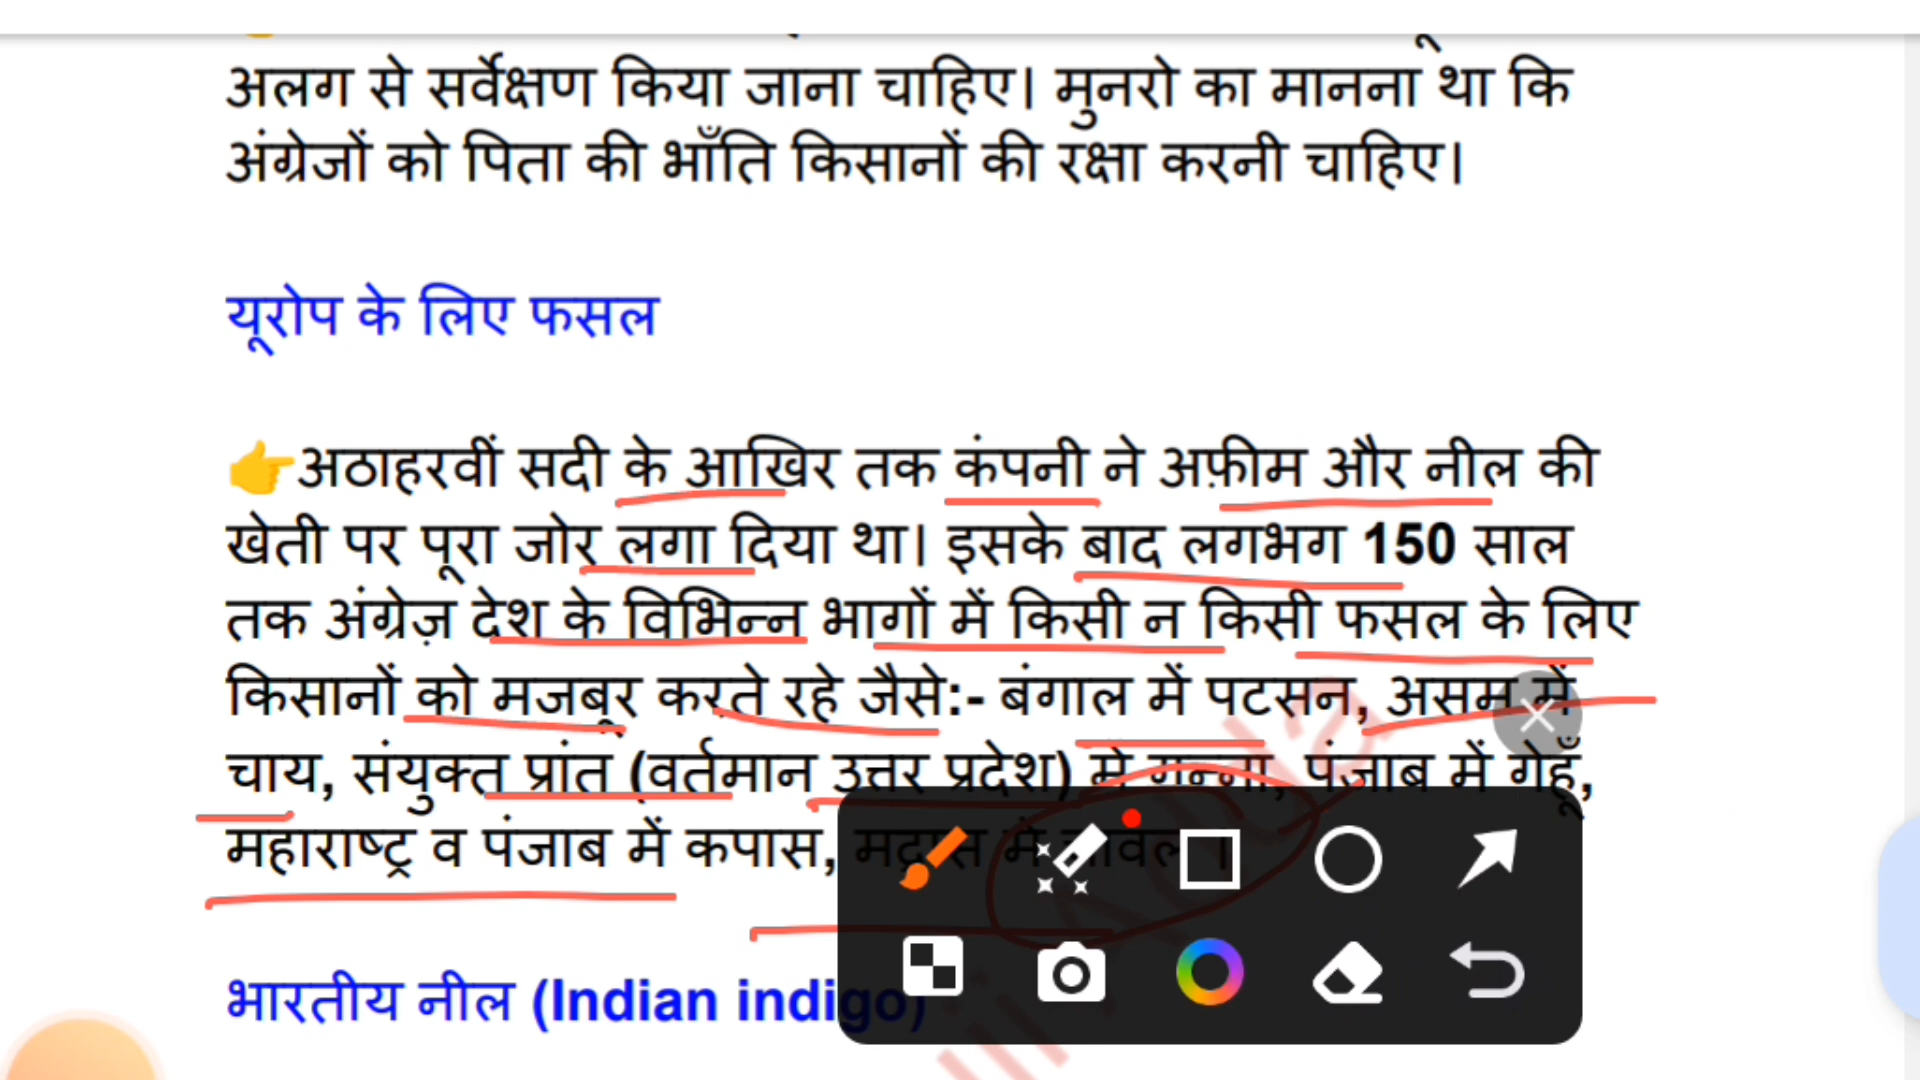 अलग से सर्वेक्षण किया जाना चाहिए। मुनरो का मानना था कि
अंग्रेजों को पिता की भाँति किसानों की रक्षा करनी चाहिए।
यूरोप के लिए फसल
👉अठाहरवीं सदी के आखिर तक कंपनी ने अफ़ीम और नील की
खेती पर पूरा जोर लगा दिया था। इसके बाद लगभग 150 साल
तक अंग्रेज़ देश के विभिन्न भागों में किसी न किसी फसल के लिए
किसानों को मजबूर करते रहे जैसे:- बंगाल में पटसन, असम में
चाय, संयुक्त प्रांत (वर्तमान उत्तर प्रदेश) में गन्ना, पंजाब में गेहूँ,
महाराष्ट्र व पंजाब में कपास, मद्रास में चावल।
भारतीय नील (Indian indigo)